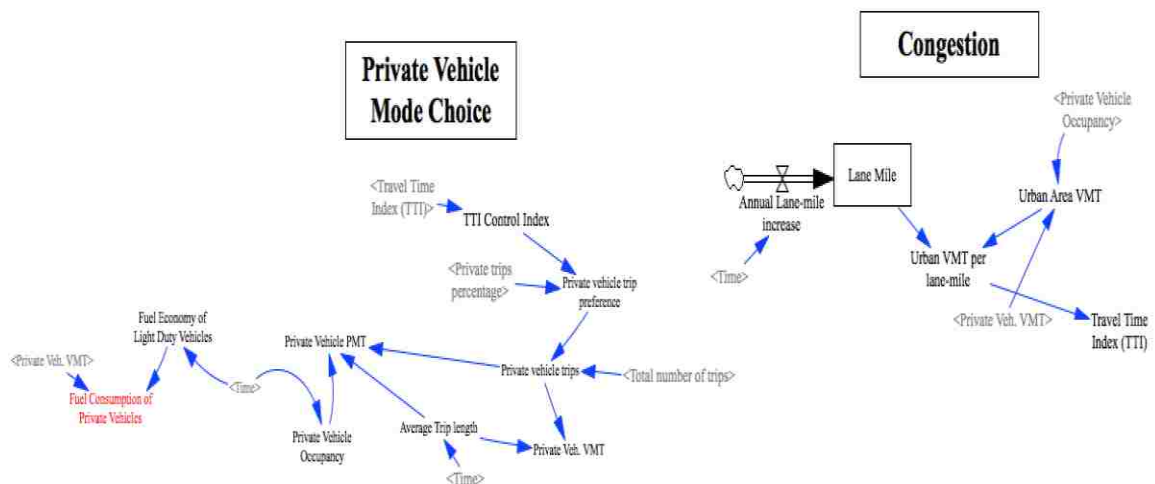 Private Vehicle
Mode Choice
Congestion
<Private Vehicle
Occupancy>
Lane Mile
Annual Lane-mile
increase
Urban Area VMT
<Travel Time
Index (TTI)>
TTI Control Index
Urban VMT per
lane-mile
<Time>
<Private trips
percentage>
Private vehicle trip
preference
<Private Veh. VMT>
Travel Time
Index (TTI)
Fuel Economy of
Light Duty Vehicles
Private Vehicle PMT
<Private Veh. VMT>
Private vehicle trips
<Total number of trips>
<Time>
Fuel Consumption of
Private Vehicles
Private Vehicle
Occupancy
Average Trip length
Private Veh. VMT
<Time>